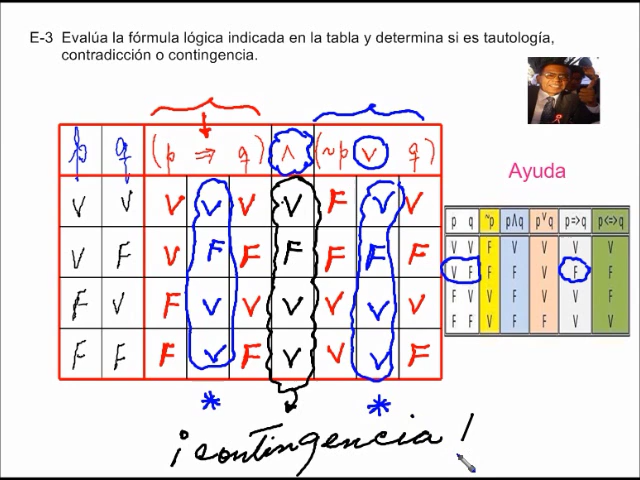 E-3 Evalúa la fórmula lógica indicada en la tabla y determina si es tautología,
contradicción o contingencia.
Ayuda
p q (p ⇒ q) ∧ (~p ∨ q)
V V V V V V F V V
V F V F F F F F F
F V F V V V V V V
F F F V F V V V F
p q ~p p∧q p∨q p=>q p<=>q
V V F V V V V
V F F F V F F
F V V F V V F
F F V F F V V
* *
¡contingencia!